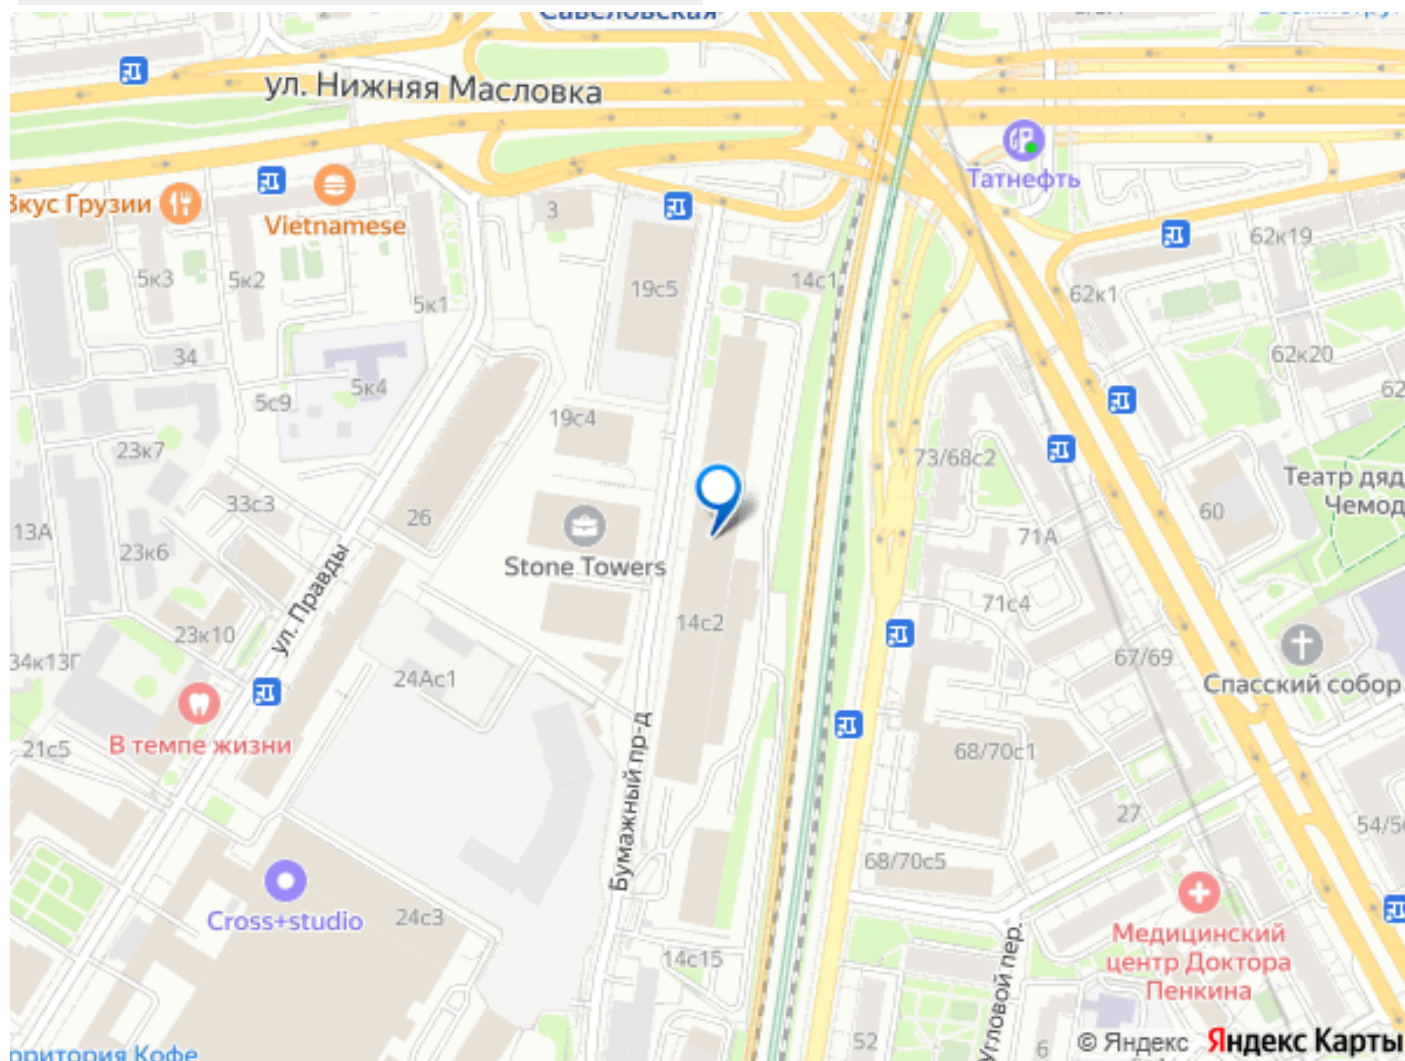 Савёловская
ул. Нижняя Масловка
Татнефть
Вкус Грузии
Vietnamese
3
62к19
5к3
5к2
5к1
19с5
14с1
62к1
34
5к4
62к20
5с9
19с4
62
23к7
73/68с2
Театр дяд
Чемод
33с3
26
60
13А
23к6
71А
Stone Towers
ул. Правды
71с4
23к10
14с2
34к13Г
24Ас1
67/69
Спасский собор
21с5
В темпе жизни
Бумажный пр-д
68/70с1
27
54/5
68/70с5
Cross+studio
24с3
14с15
Угловой пер.
Медицинский
центр Доктора
Пенкина
52
6
© Яндекс Яндекс Карты
рритория Кофе